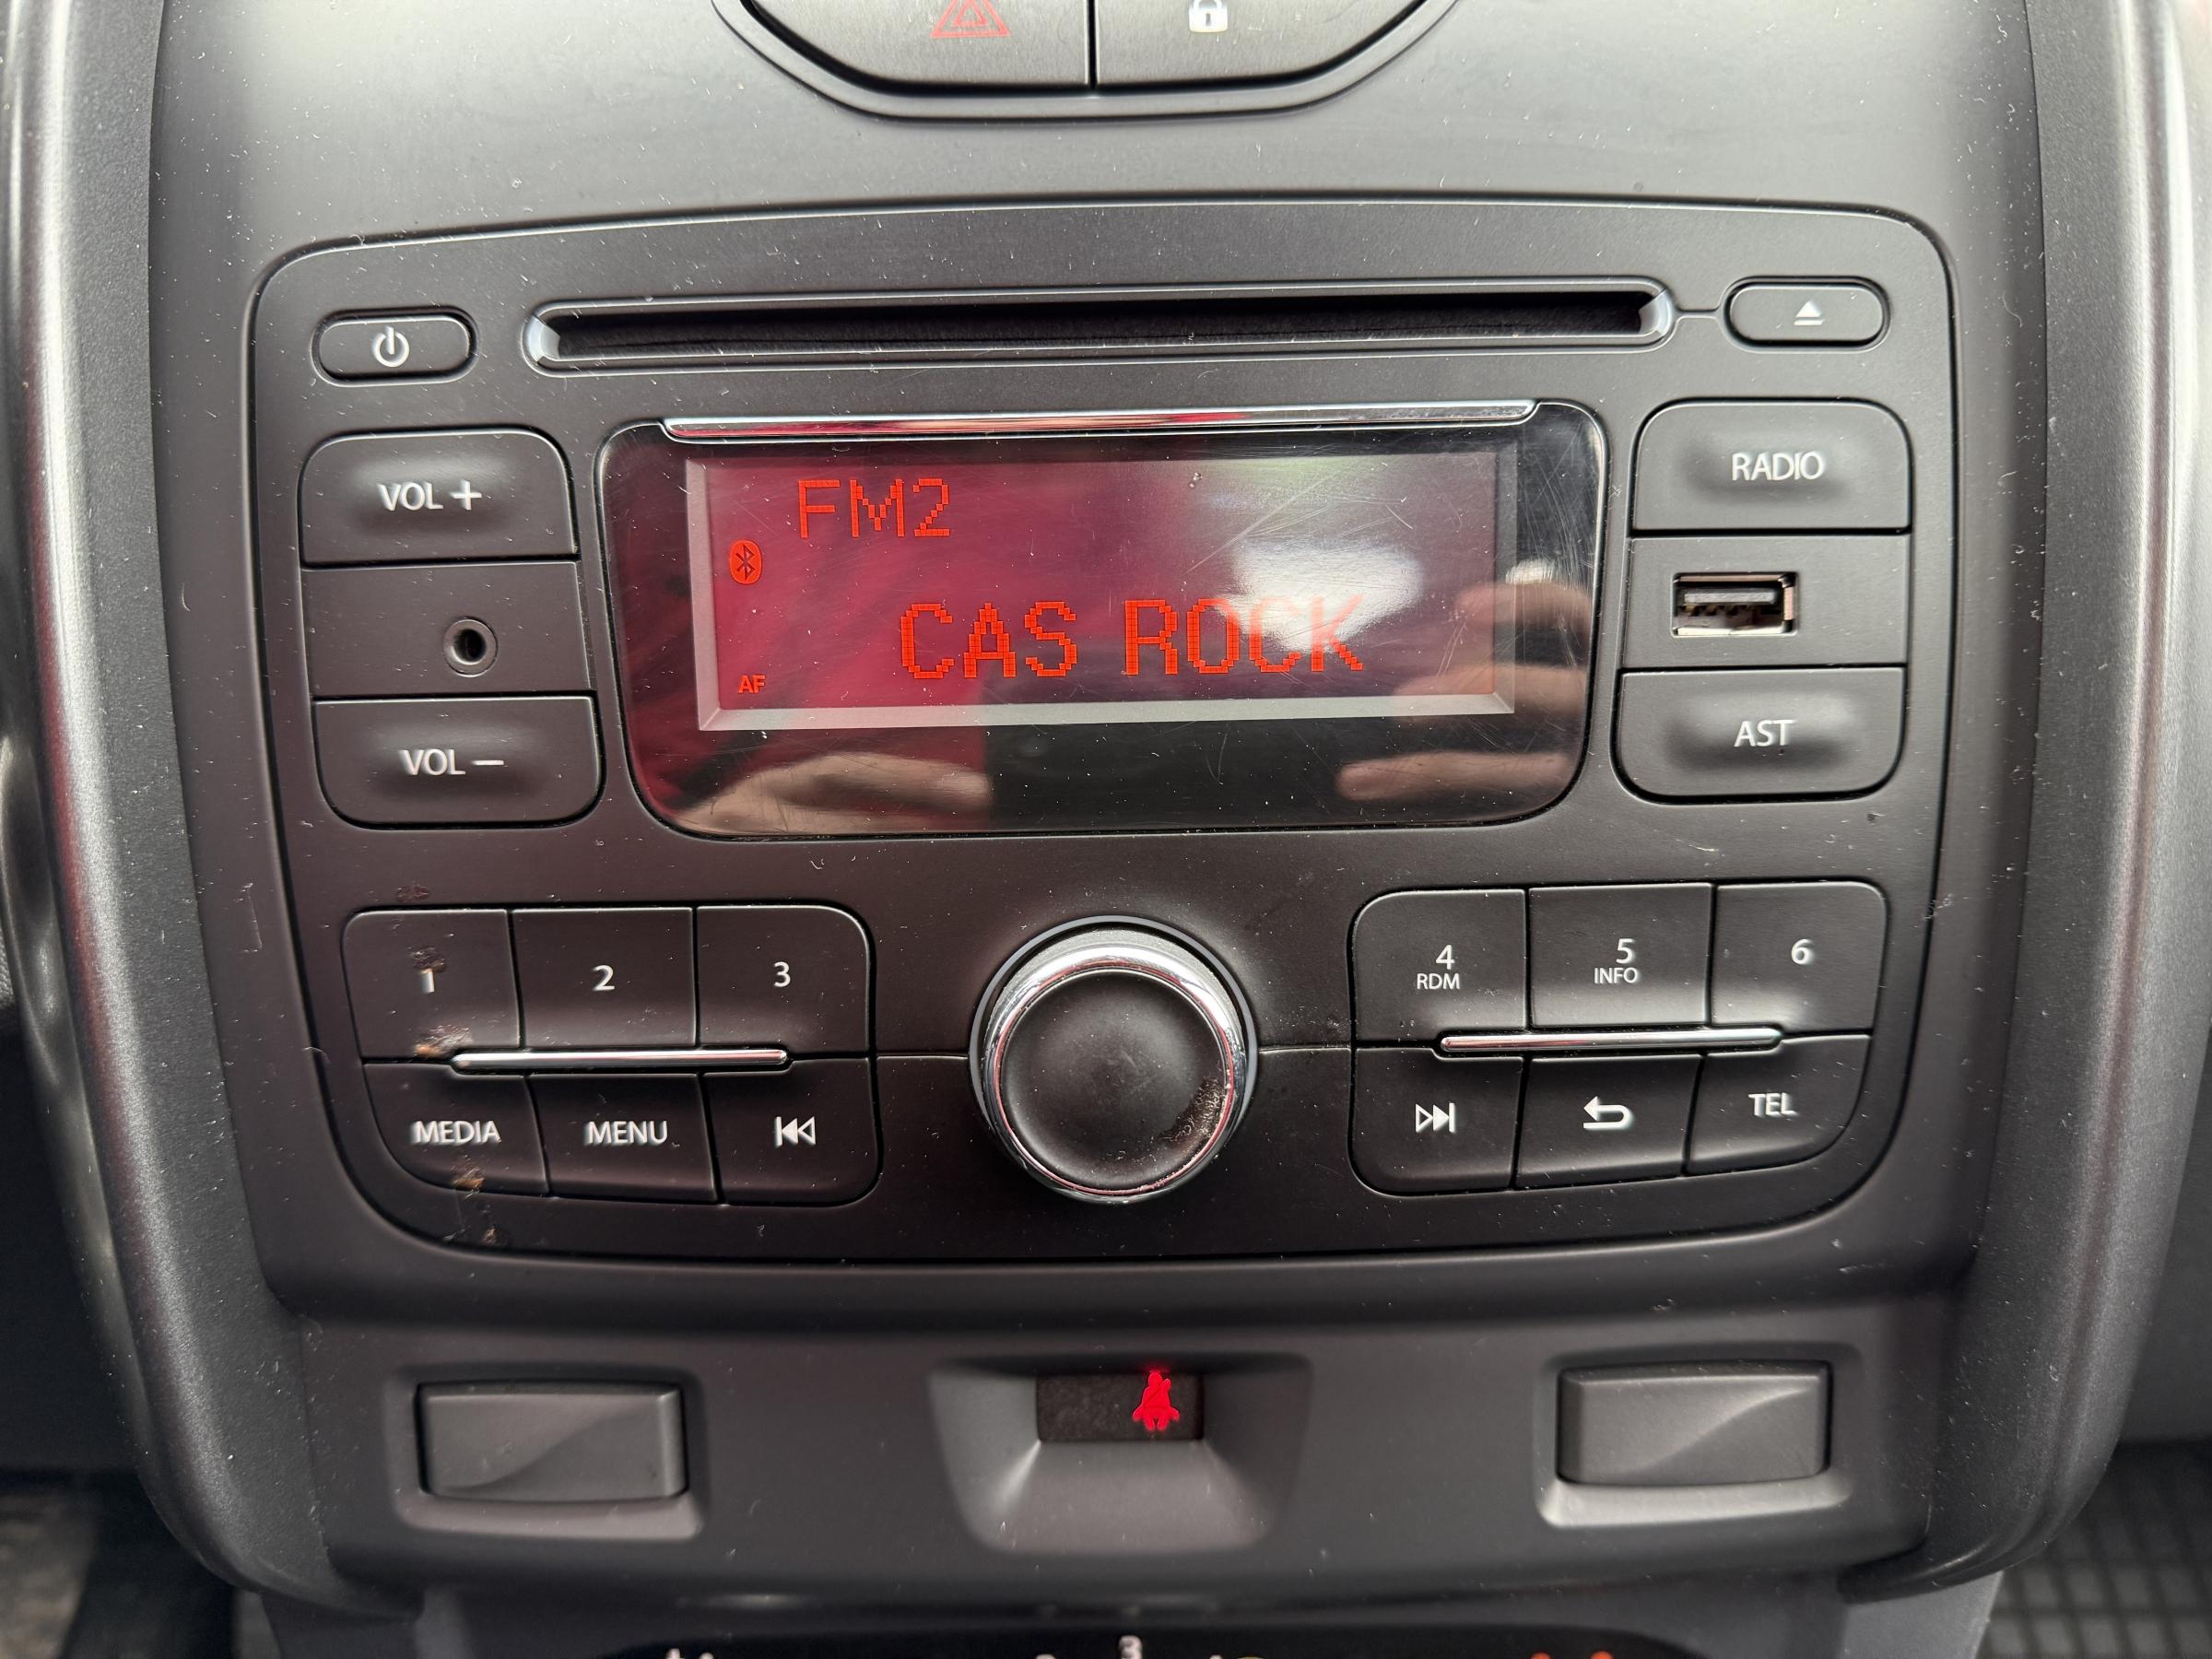 VOL +
VOL −
FM2
CAS ROCK
AF
RADIO
AST
1
2
3
4
RDM
5
INFO
6
MEDIA
MENU
TEL
3